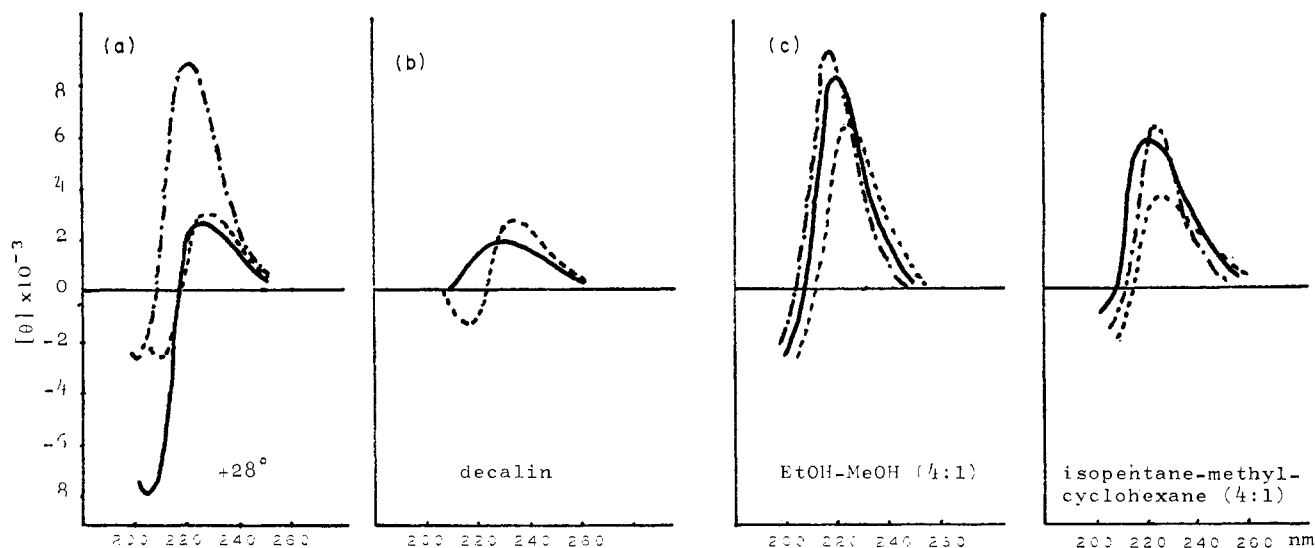 (a)
(b)
(c)
[θ] x10⁻³
8
6
4
2
0
-2
-4
-6
8
+28°
decalin
EtOH-MeOH (4:1)
isopentane-methyl-
cyclohexane (4:1)
200 220 240 260
200 220 240 260
200 220 240
200 220 240 260 nm